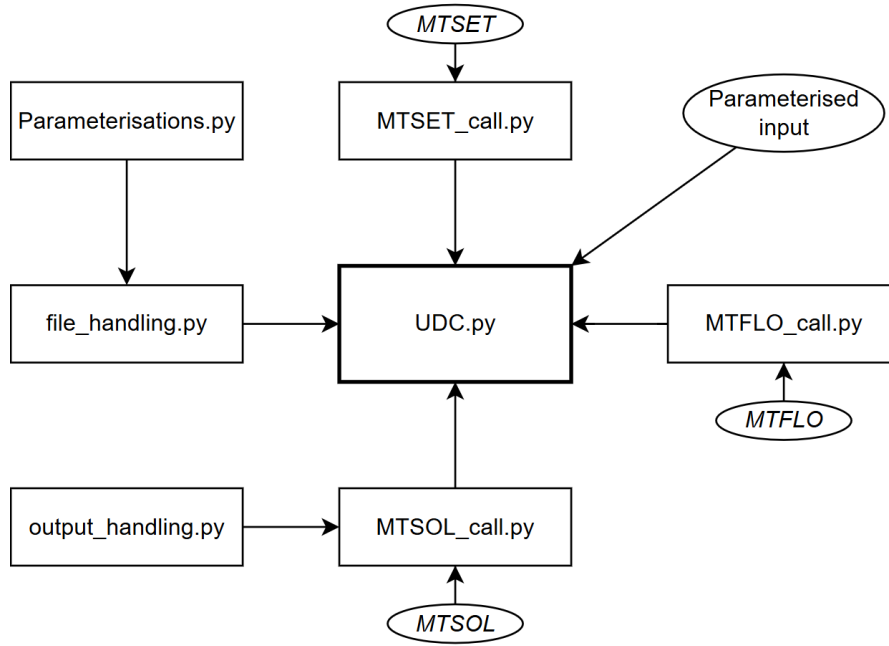 MTSET
Parameterisations.py
MTSET_call.py
Parameterised
input
file_handling.py
UDC.py
MTFLO_call.py
MTFLO
output_handling.py
MTSOL_call.py
MTSOL